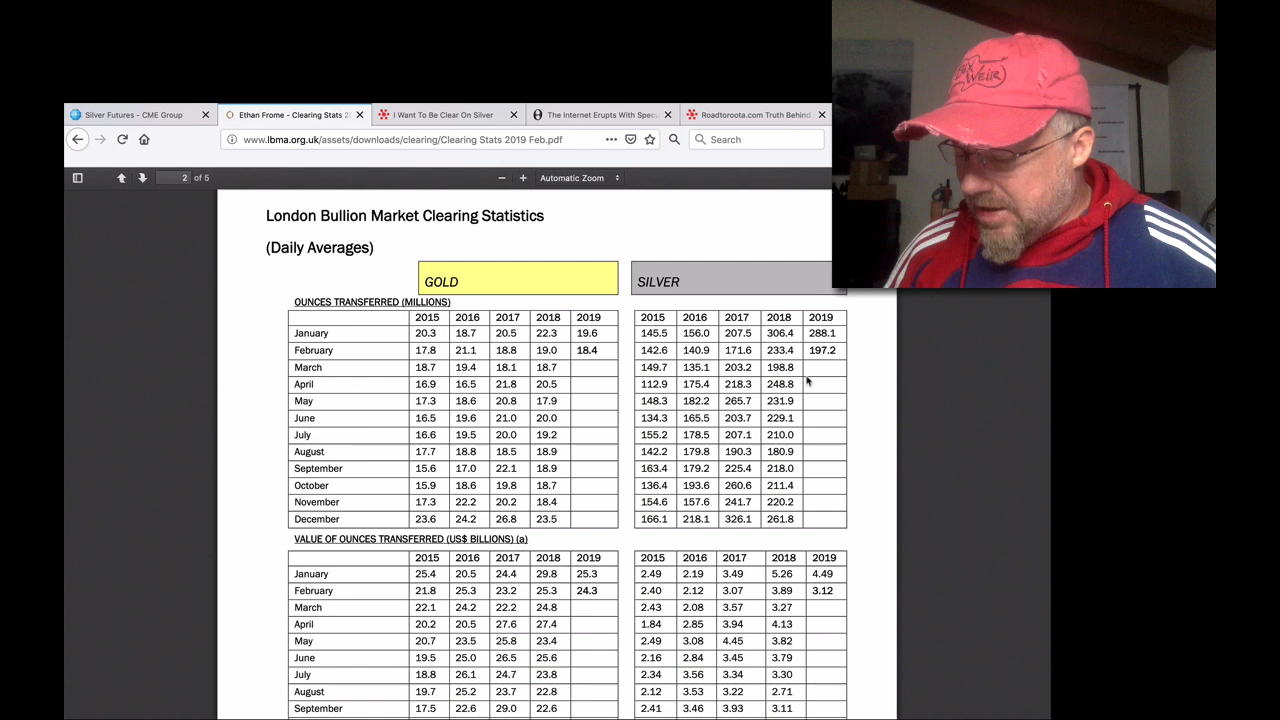 Silver Futures - CME Group
Ethan Frome - Clearing Stats 2
I Want To Be Clear On Silver
The Internet Erupts With Spec
Roadtoroota.com Truth Behind
www.lbma.org.uk/assets/downloads/clearing/Clearing Stats 2019 Feb.pdf
Search
2 of 5
Automatic Zoom
WEIR
London Bullion Market Clearing Statistics
(Daily Averages)
GOLD SILVER
OUNCES TRANSFERRED (MILLIONS)
2015 2016 2017 2018 2019 2015 2016 2017 2018 2019
January 20.3 18.7 20.5 22.3 19.6 145.5 156.0 207.5 306.4 288.1
February 17.8 21.1 18.8 19.0 18.4 142.6 140.9 171.6 233.4 197.2
March 18.7 19.4 18.1 18.7 149.7 135.1 203.2 198.8
April 16.9 16.5 21.8 20.5 112.9 175.4 218.3 248.8
May 17.3 18.6 20.8 17.9 148.3 182.2 265.7 231.9
June 16.5 19.6 21.0 20.0 134.3 165.5 203.7 229.1
July 16.6 19.5 20.0 19.2 155.2 178.5 207.1 210.0
August 17.7 18.8 18.5 18.9 142.2 179.8 190.3 180.9
September 15.6 17.0 22.1 18.9 163.4 179.2 225.4 218.0
October 15.9 18.6 19.8 18.7 136.4 193.6 260.6 211.4
November 17.3 22.2 20.2 18.4 154.6 157.6 241.7 220.2
December 23.6 24.2 26.8 23.5 166.1 218.1 326.1 261.8
VALUE OF OUNCES TRANSFERRED (US$ BILLIONS) (a)
2015 2016 2017 2018 2019 2015 2016 2017 2018 2019
January 25.4 20.5 24.4 29.8 25.3 2.49 2.19 3.49 5.26 4.49
February 21.8 25.3 23.2 25.3 24.3 2.40 2.12 3.07 3.89 3.12
March 22.1 24.2 22.2 24.8 2.43 2.08 3.57 3.27
April 20.2 20.5 27.6 27.4 1.84 2.85 3.94 4.13
May 20.7 23.5 25.8 23.4 2.49 3.08 4.45 3.82
June 19.5 25.0 26.5 25.6 2.16 2.84 3.45 3.79
July 18.8 26.1 24.7 23.8 2.34 3.56 3.34 3.30
August 19.7 25.2 23.7 22.8 2.12 3.53 3.22 2.71
September 17.5 22.6 29.0 22.6 2.41 3.46 3.93 3.11